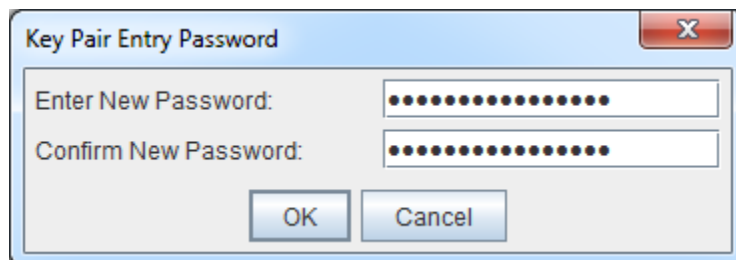 Key Pair Entry Password
Enter New Password: ••••••••••••••••
Confirm New Password: ••••••••••••••••
OK Cancel